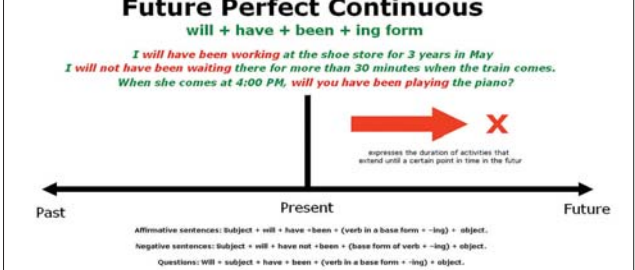 Future Perfect Continuous
will + have + been + ing form
I will have been working at the shoe store for 3 years in May
I will not have been waiting there for more than 30 minutes when the train comes.
When she comes at 4:00 PM, will you have been playing the piano?
X
expresses the duration of activities that
extend until a certain point in time in the futur
Past
Present
Future
Affirmative sentences: Subject + will + have +been + (verb in a base form + -ing) + object.
Negative sentences: Subject + will + have not +been + (base form of verb + -ing) + object.
Questions: Will + subject + have + been + (verb in a base form + -ing) + object.